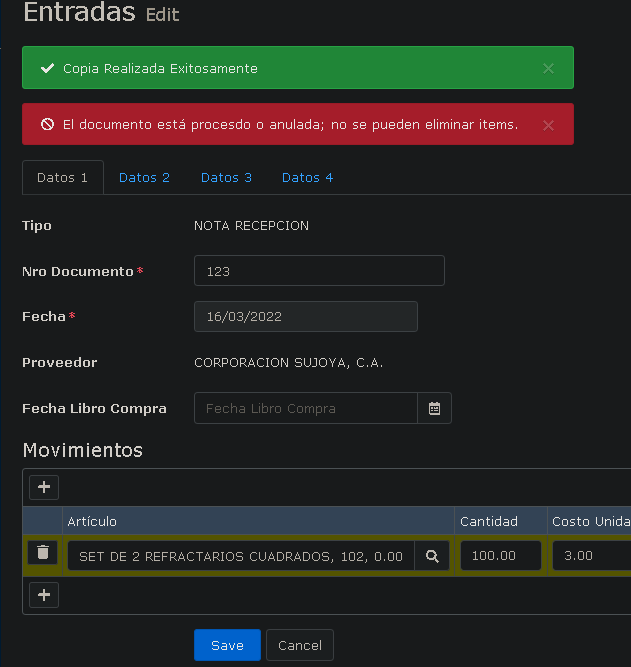 Entradas Edit
Copia Realizada Exitosamente
El documento está procesdo o anulada; no se pueden eliminar items.
Datos 1 Datos 2 Datos 3 Datos 4
Tipo NOTA RECEPCION
Nro Documento* 123
Fecha* 16/03/2022
Proveedor CORPORACION SUJOYA, C.A.
Fecha Libro Compra Fecha Libro Compra
Movimientos
Artículo Cantidad Costo Unida
SET DE 2 REFRACTARIOS CUADRADOS, 102, 0.00 100.00 3.00
Save Cancel